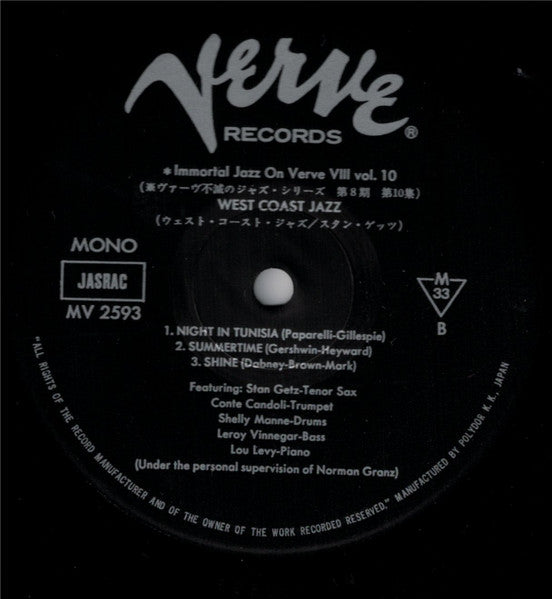 Verve
RECORDS®
*Immortal Jazz On Verve VIII vol. 10
(※ヴァーヴ不滅のジャズ・シリーズ 第8期 第10集)
WEST COAST JAZZ
(ウェスト・コースト・ジャズ/スタン・ゲッツ)
MONO
JASRAC
MV 2593
M
33
B
1. NIGHT IN TUNISIA (Paparelli-Gillespie)
2. SUMMERTIME (Gershwin-Heyward)
3. SHINE (Dabney-Brown-Mark)
Featuring: Stan Getz-Tenor Sax
Conte Candoli-Trumpet
Shelly Manne-Drums
Leroy Vinnegar-Bass
Lou Levy-Piano
(Under the personal supervision of Norman Granz)
"ALL RIGHTS OF THE RECORD MANUFACTURER AND OF THE OWNER OF THE WORK RECORDED RESERVED." MANUFACTURED BY POLYDOR K. K. JAPAN